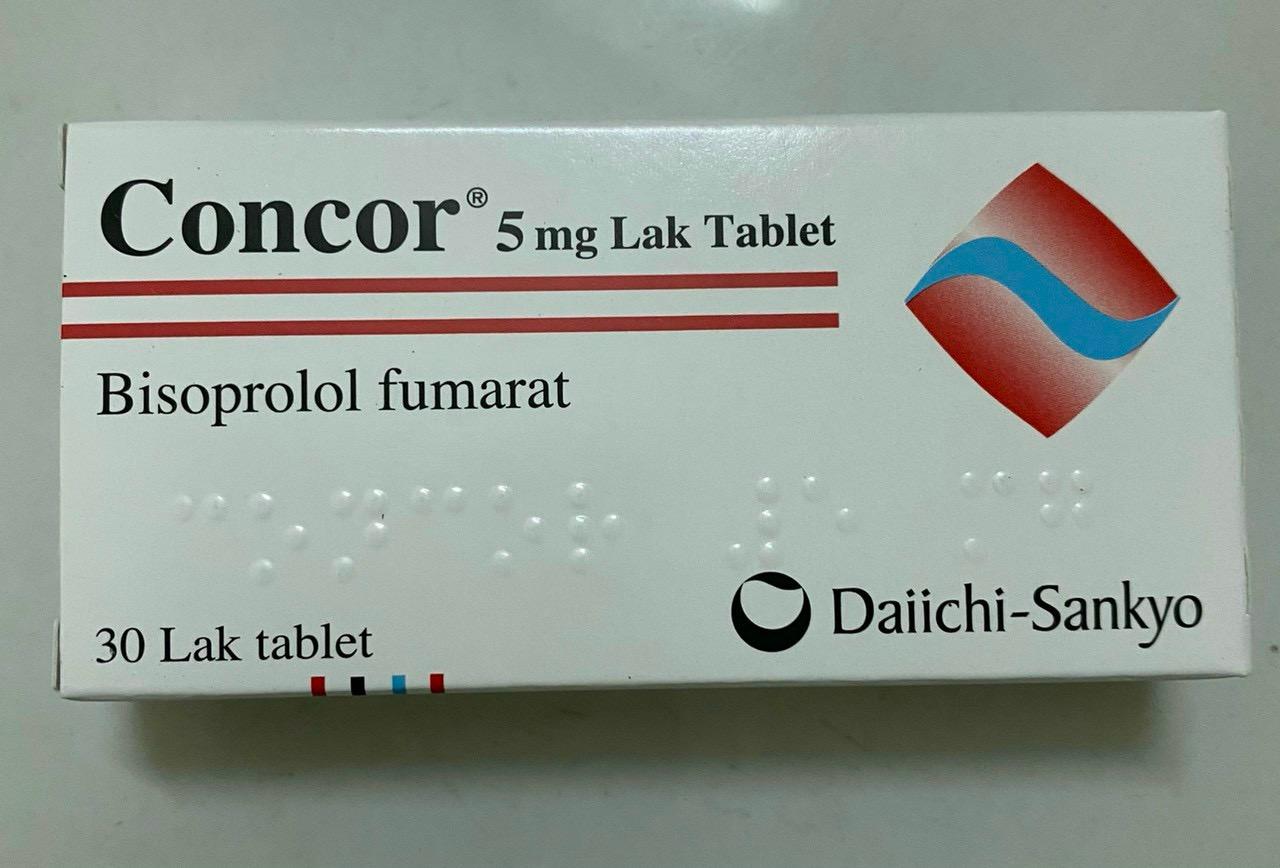 Concor® 5 mg Lak Tablet
Bisoprolol fumarat
30 Lak tablet
Daiichi-Sankyo